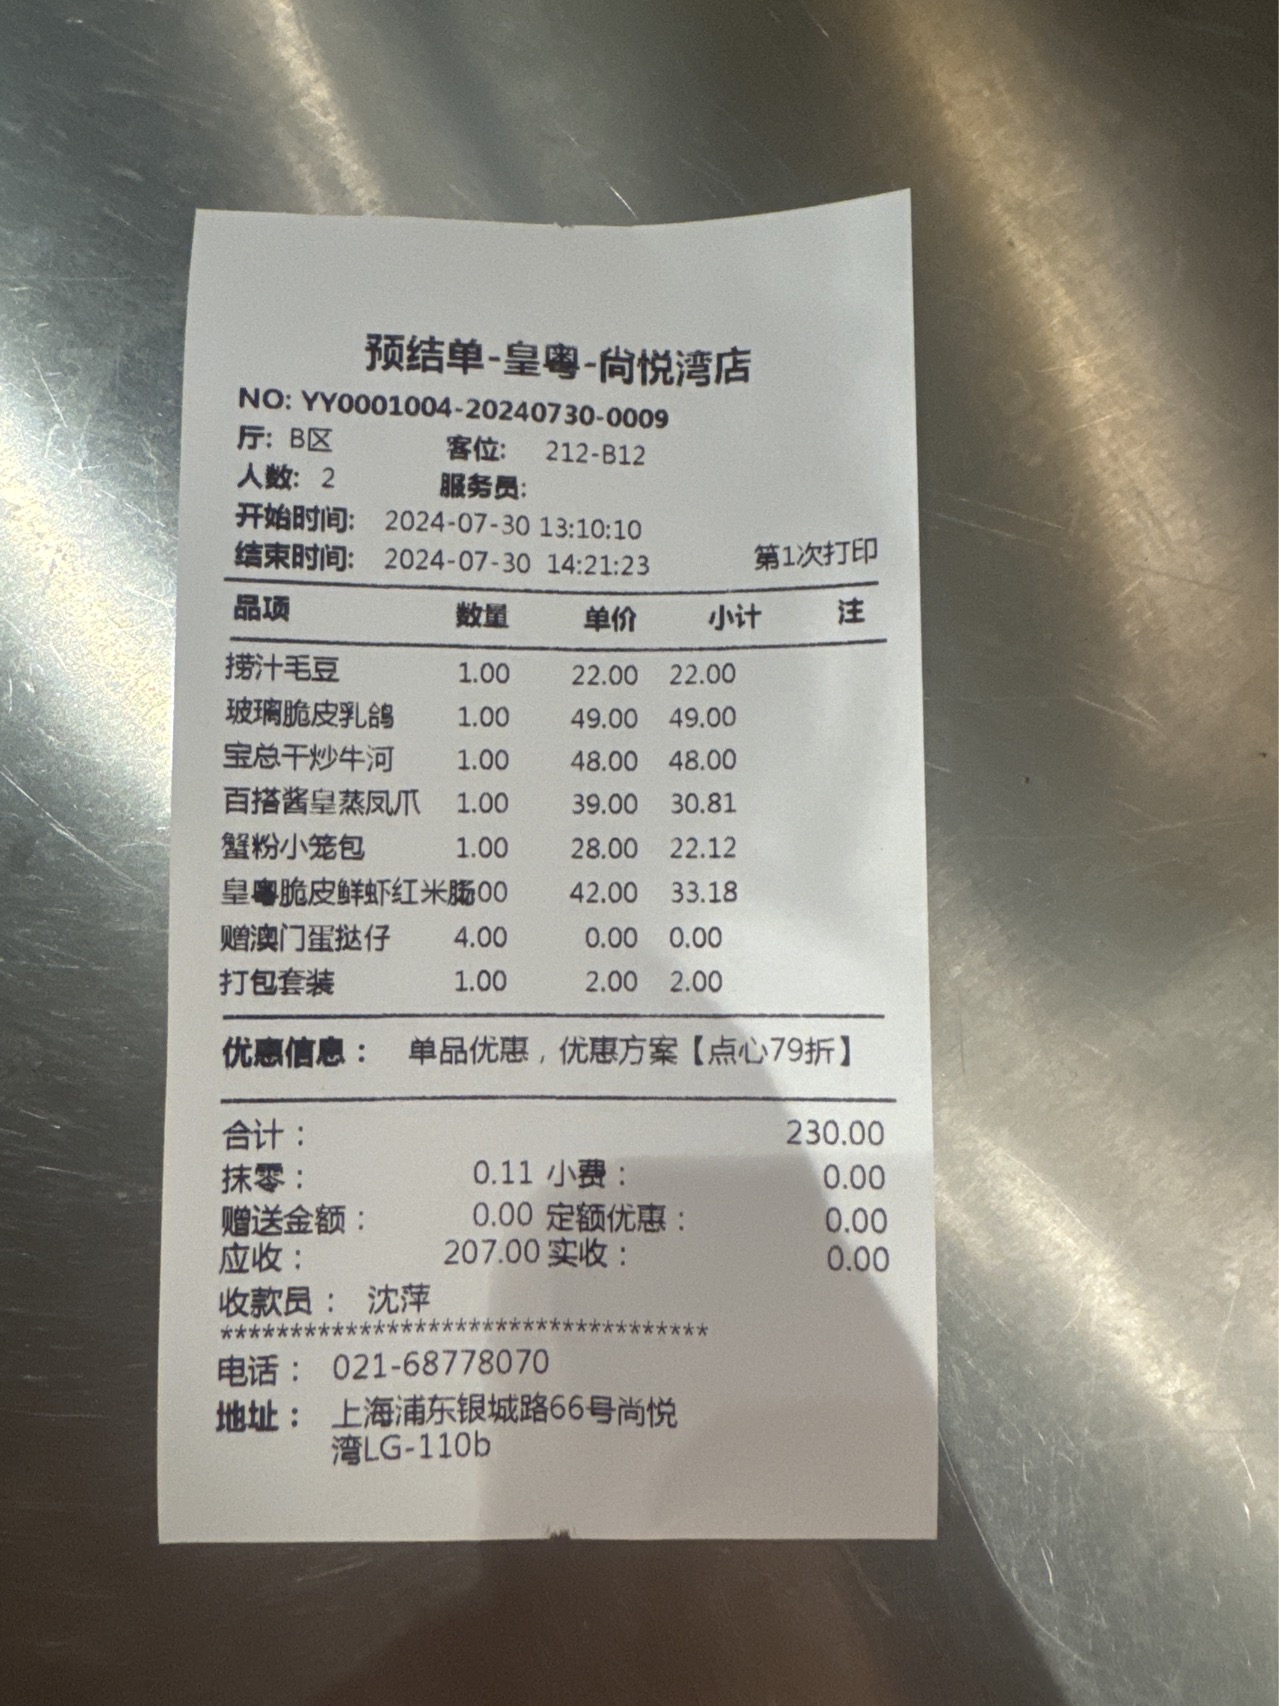 预结单-皇粤-尚悦湾店
NO: YY0001004-20240730-0009
厅: B区 客位: 212-B12
人数: 2 服务员:
开始时间: 2024-07-30 13:10:10
结束时间: 2024-07-30 14:21:23 第1次打印
品项 数量 单价 小计 注
捞汁毛豆 1.00 22.00 22.00
玻璃脆皮乳鸽 1.00 49.00 49.00
宝总干炒牛河 1.00 48.00 48.00
百搭酱皇蒸凤爪 1.00 39.00 30.81
蟹粉小笼包 1.00 28.00 22.12
皇粤脆皮鲜虾红米肠00 42.00 33.18
赠澳门蛋挞仔 4.00 0.00 0.00
打包套装 1.00 2.00 2.00
优惠信息： 单品优惠，优惠方案【点心79折】
合计： 230.00
抹零： 0.11 小费： 0.00
赠送金额： 0.00 定额优惠： 0.00
应收： 207.00 实收： 0.00
收款员： 沈萍
***********************************
电话： 021-68778070
地址： 上海浦东银城路66号尚悦
湾LG-110b